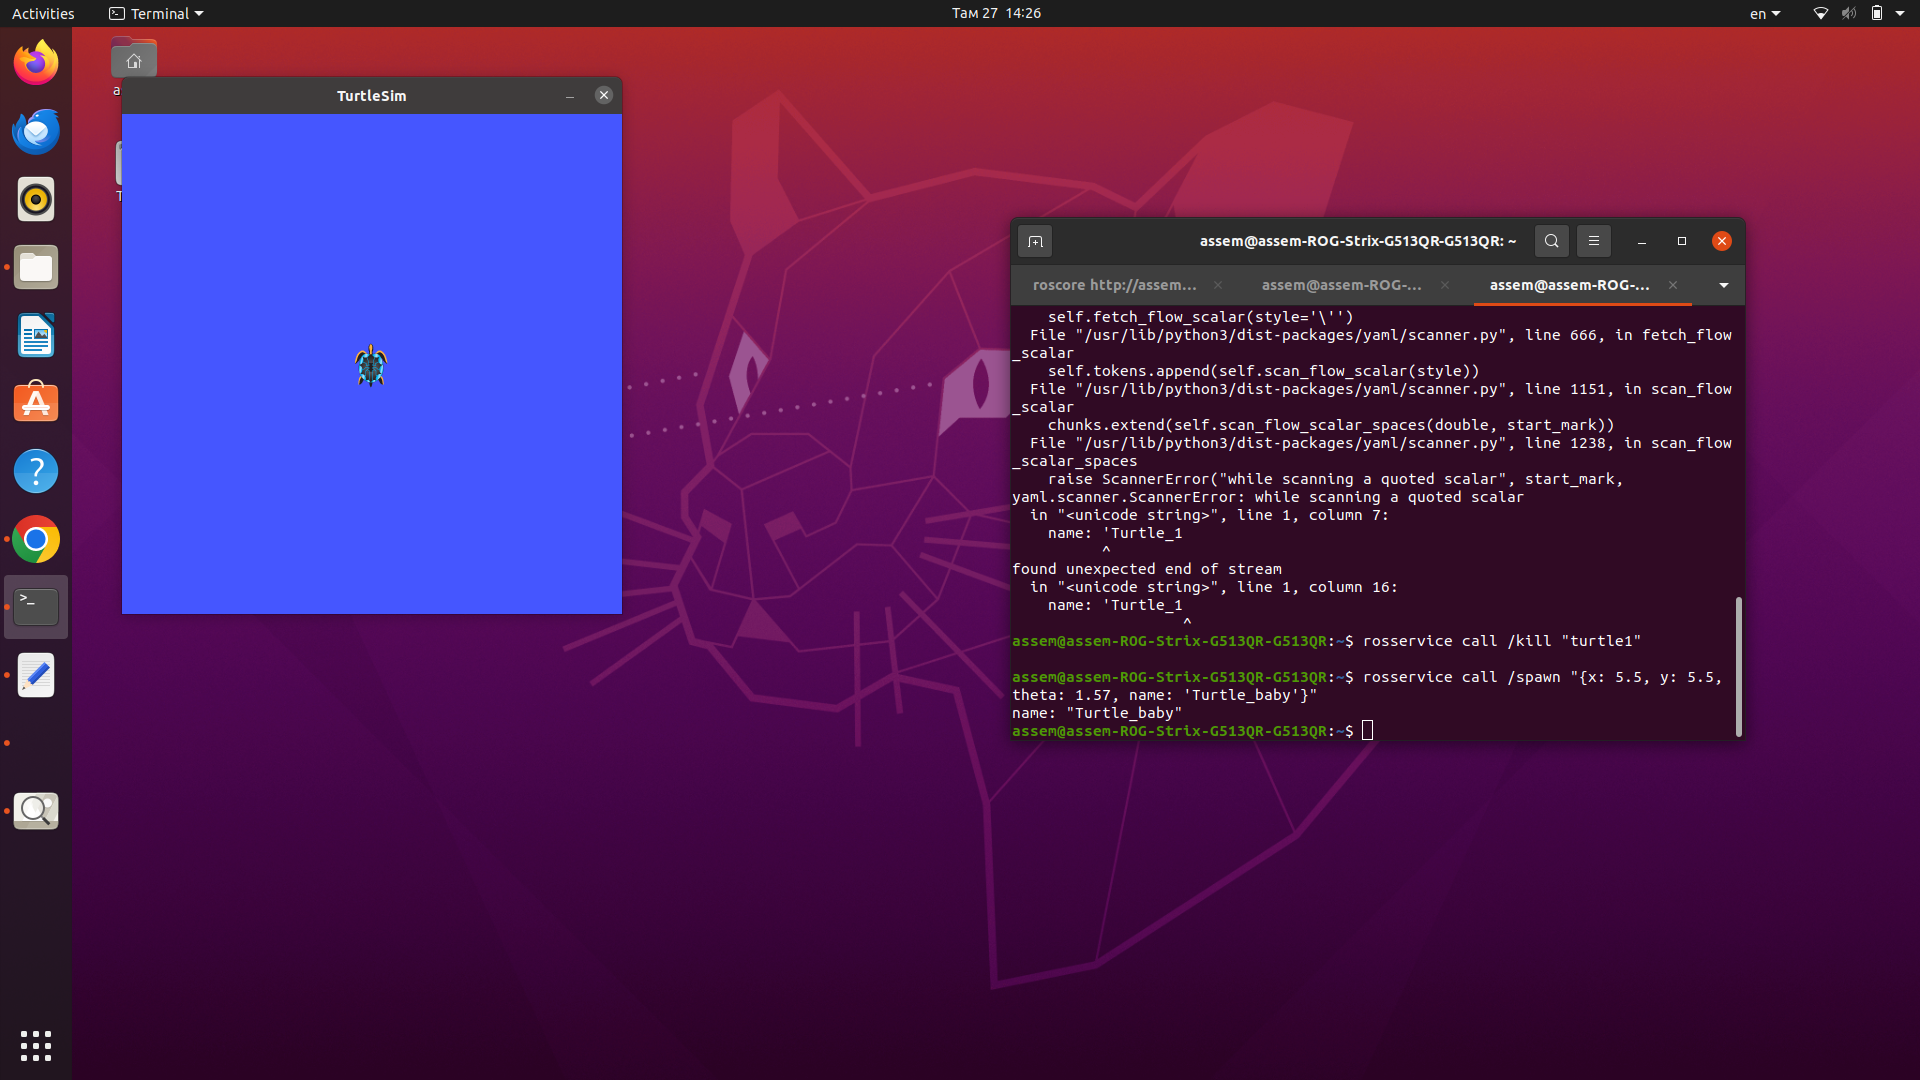 Activities
Terminal
Там 27 14:26
en
TurtleSim
assem@assem-ROG-Strix-G513QR-G513QR: ~
roscore http://assem...
assem@assem-ROG-...
assem@assem-ROG-...
self.fetch_flow_scalar(style='\'')
File "/usr/lib/python3/dist-packages/yaml/scanner.py", line 666, in fetch_flow
_scalar
self.tokens.append(self.scan_flow_scalar(style))
File "/usr/lib/python3/dist-packages/yaml/scanner.py", line 1151, in scan_flow
_scalar
chunks.extend(self.scan_flow_scalar_spaces(double, start_mark))
File "/usr/lib/python3/dist-packages/yaml/scanner.py", line 1238, in scan_flow
_scalar_spaces
raise ScannerError("while scanning a quoted scalar", start_mark,
yaml.scanner.ScannerError: while scanning a quoted scalar
in "<unicode string>", line 1, column 7:
name: 'Turtle_1
^
found unexpected end of stream
in "<unicode string>", line 1, column 16:
name: 'Turtle_1
^
assem@assem-ROG-Strix-G513QR-G513QR:~$ rosservice call /kill "turtle1"
assem@assem-ROG-Strix-G513QR-G513QR:~$ rosservice call /spawn "{x: 5.5, y: 5.5,
theta: 1.57, name: 'Turtle_baby'}"
name: "Turtle_baby"
assem@assem-ROG-Strix-G513QR-G513QR:~$